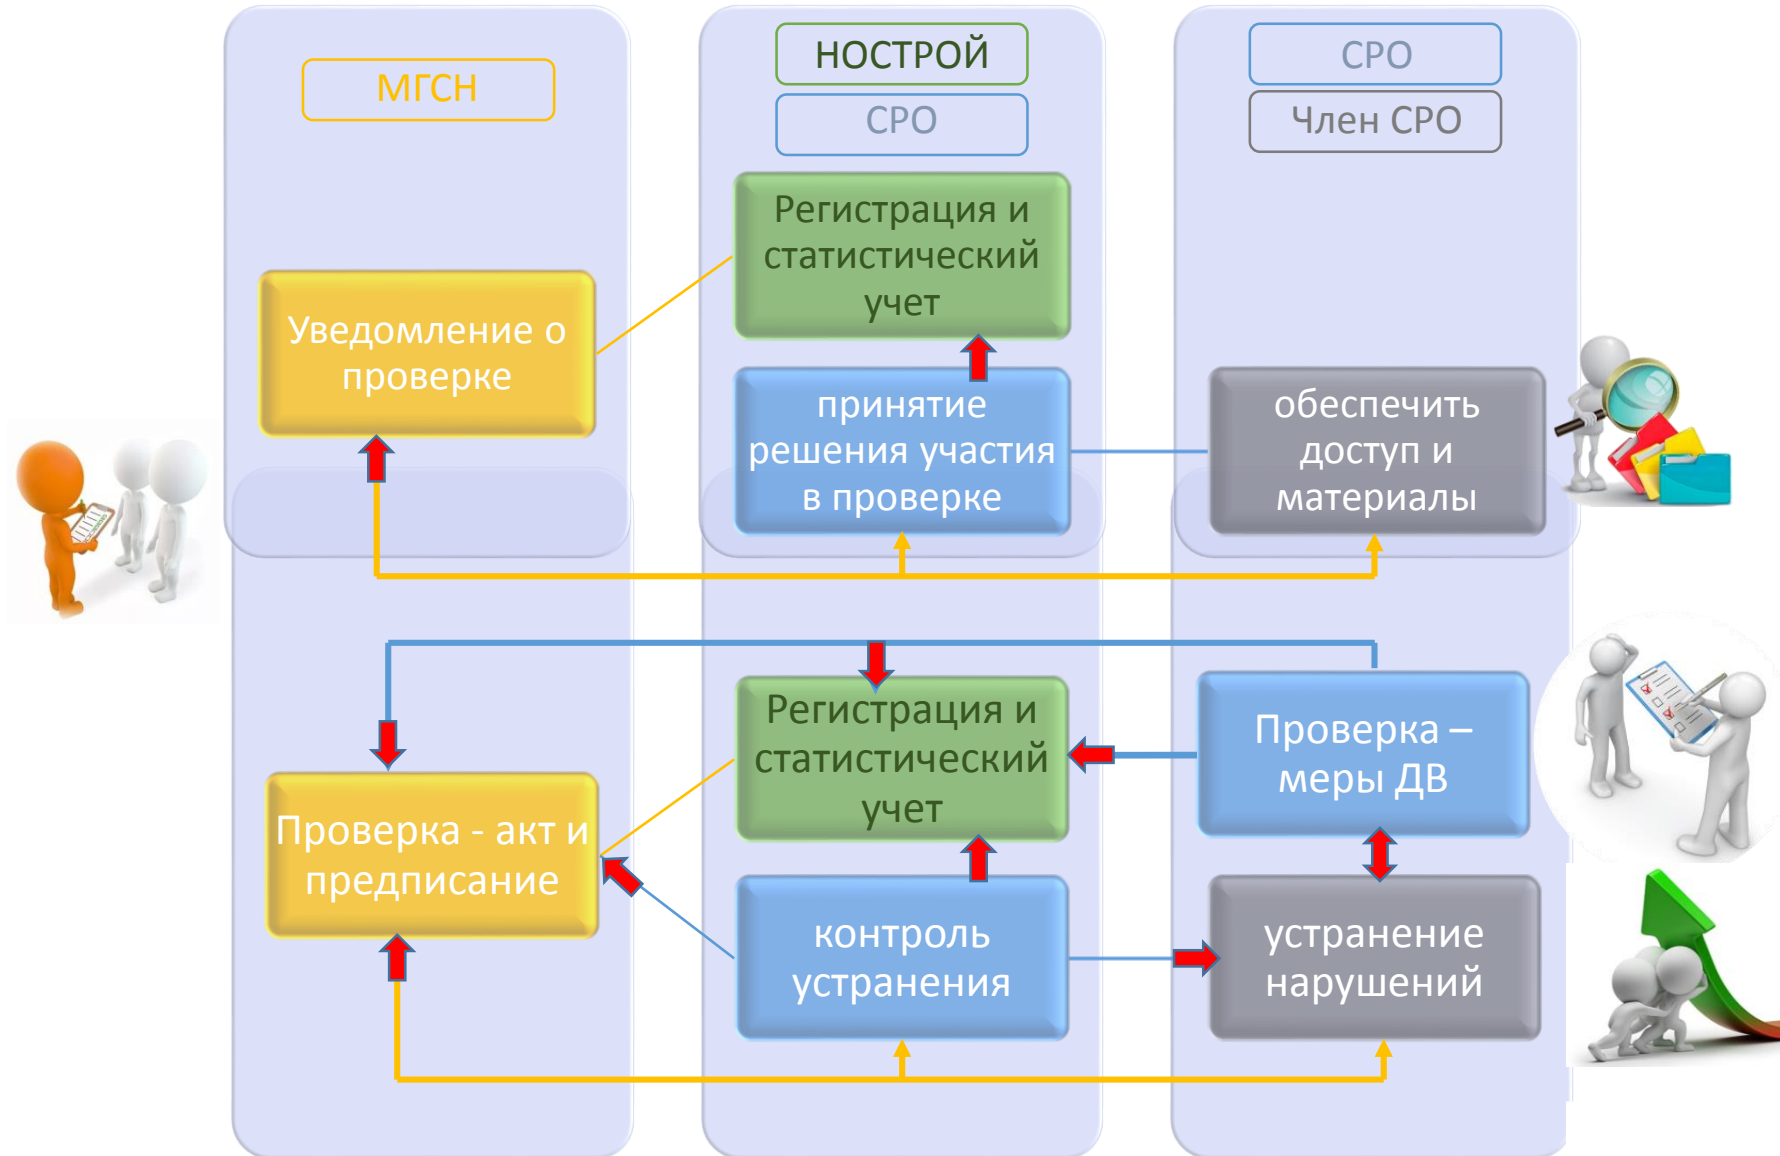 МГСН
НОСТРОЙ
СРО
СРО
Член СРО
Регистрация и
статистический
учет
Уведомление о
проверке
принятие
решения участия
в проверке
обеспечить
доступ и
материалы
Регистрация и
статистический
учет
Проверка –
меры ДВ
Проверка - акт и
предписание
контроль
устранения
устранение
нарушений